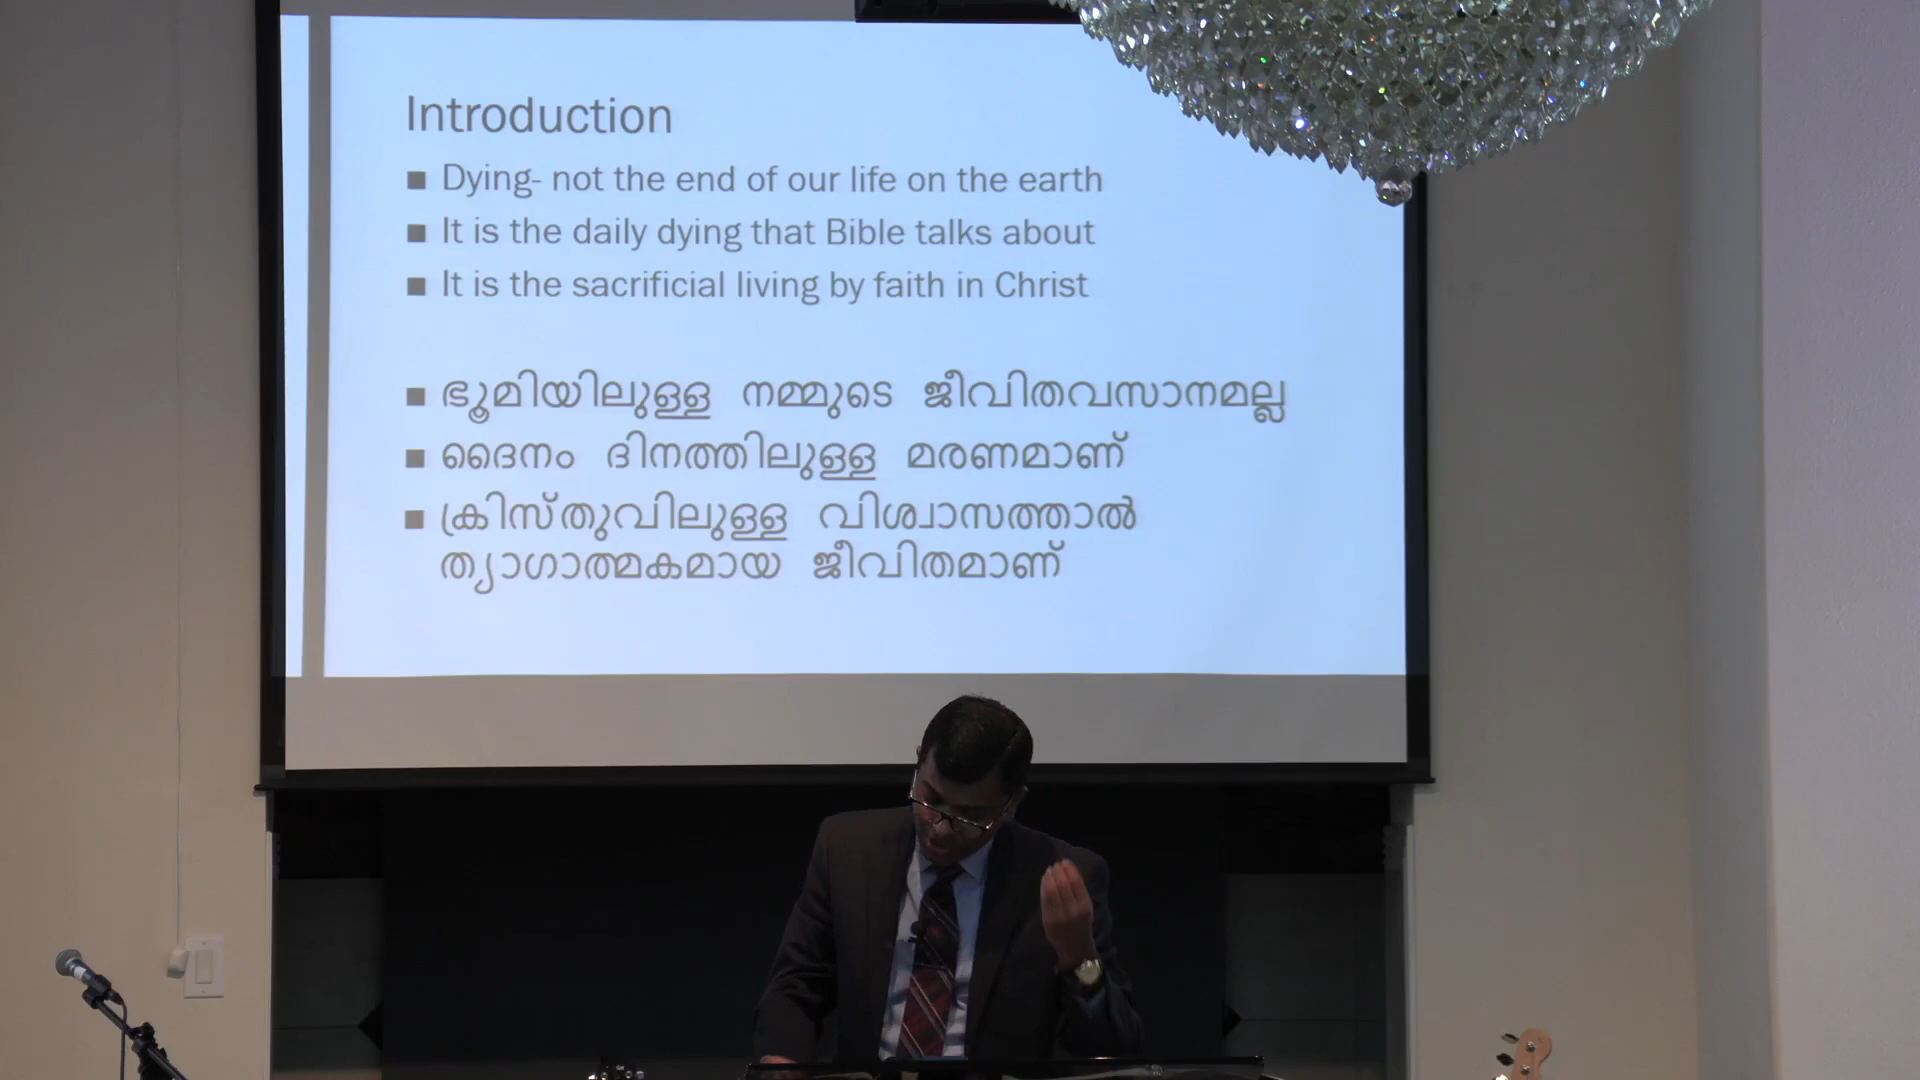 Introduction
■ Dying- not the end of our life on the earth
■ It is the daily dying that Bible talks about
■ It is the sacrificial living by faith in Christ
■ ഭൂമിയിലുള്ള നമ്മുടെ ജീവിതവസാനമല്ല
■ ദൈനം ദിനത്തിലുള്ള മരണമാണ്
■ ക്രിസ്തുവിലുള്ള വിശ്വാസത്താൽ
ത്യാഗാത്മകമായ ജീവിതമാണ്